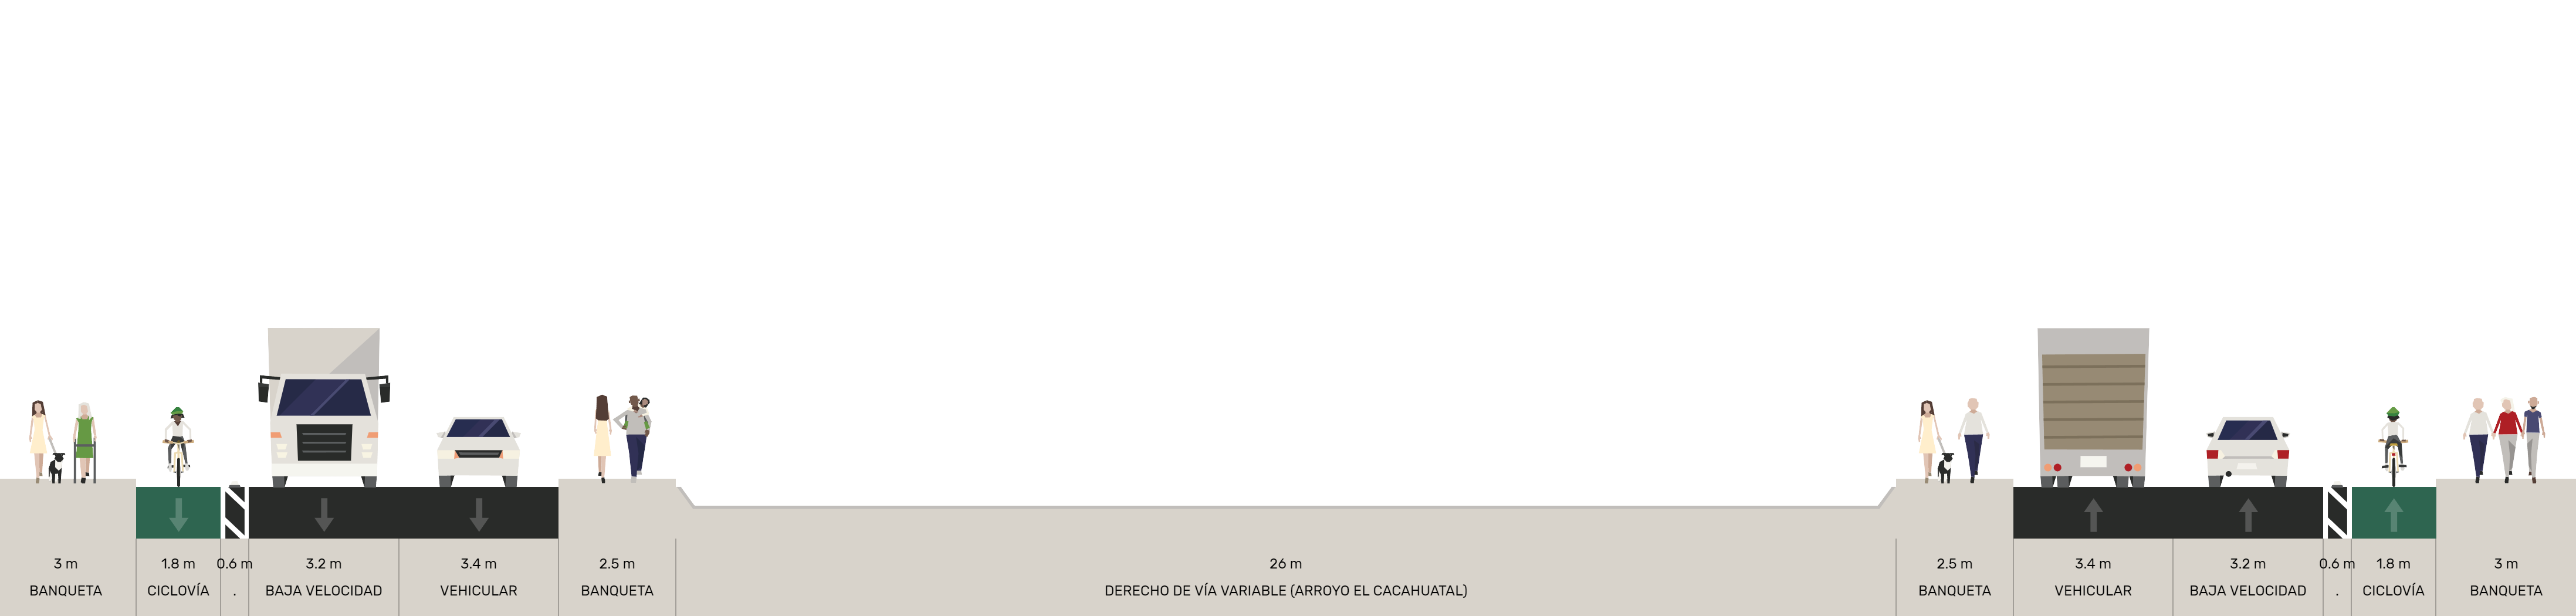 3 m 1.8 m 0.6 m 3.2 m 3.4 m 2.5 m 26 m 2.5 m 3.4 m 3.2 m 0.6 m 1.8 m 3 m
BANQUETA CICLOVÍA . BAJA VELOCIDAD VEHICULAR BANQUETA DERECHO DE VÍA VARIABLE (ARROYO EL CACAHUATAL) BANQUETA VEHICULAR BAJA VELOCIDAD . CICLOVÍA BANQUETA